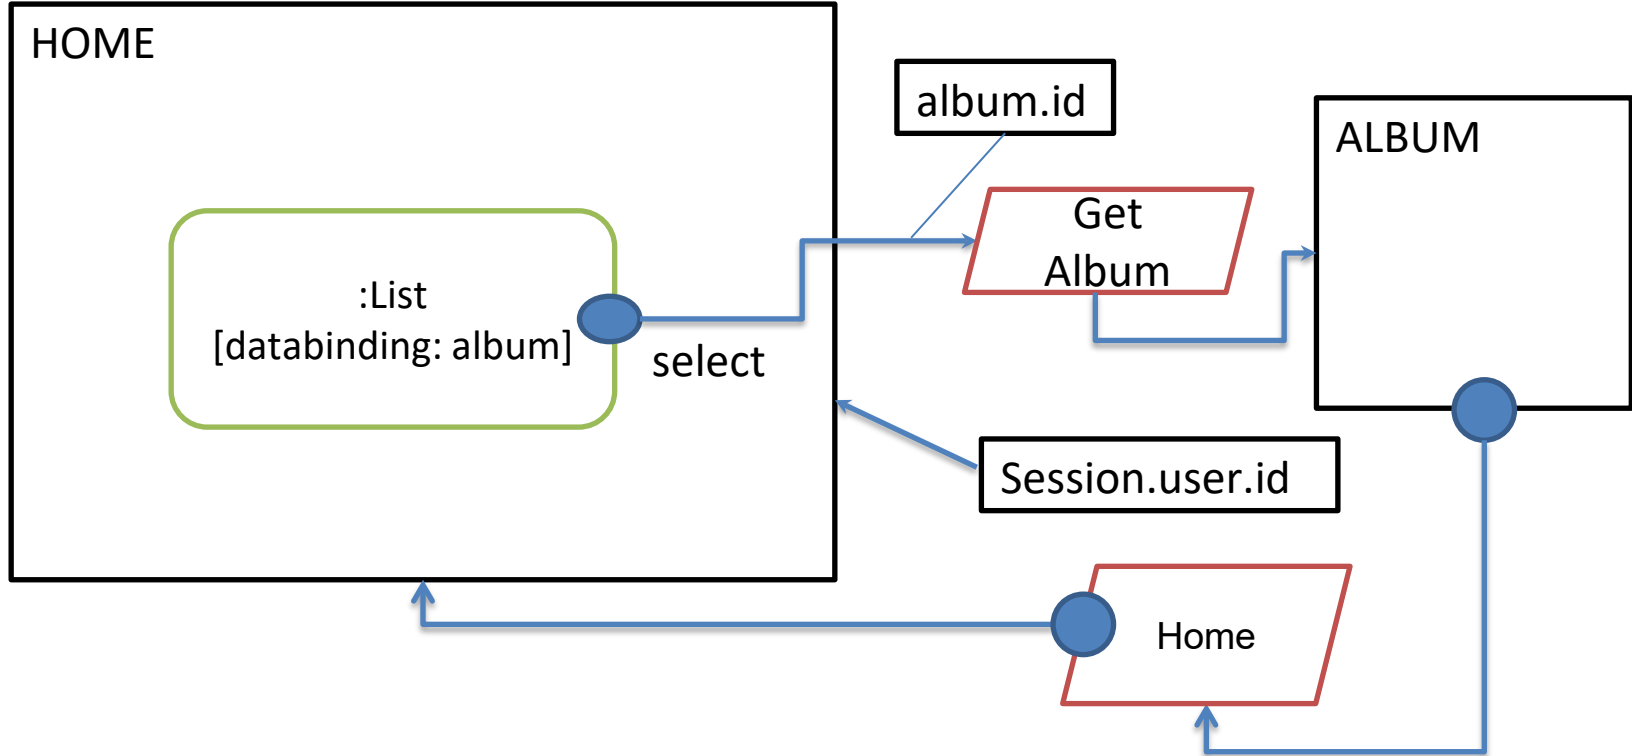 HOME
album.id
ALBUM
Get
Album
:List
[databinding: album]
select
Session.user.id
Home